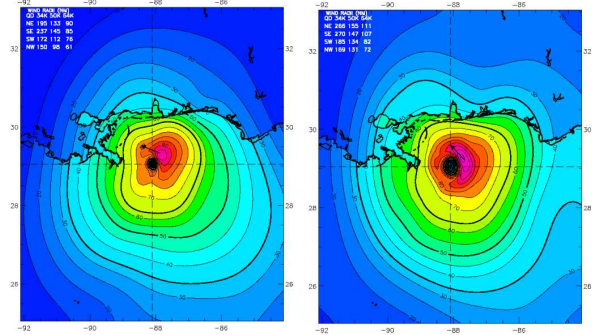 WIND RADII (NM)
QD 34K 50K 64K
NE 195 133 90
SE 237 145 85
SW 172 112 76
NW 150 98 61
WIND RADII (NM)
QD 34K 50K 64K
NE 266 155 111
SE 270 147 107
SW 185 134 82
NW 169 131 72
-92 -90 -88 -86
-92 -90 -88 -86 -84
32
30
28
26
32
30
28
26